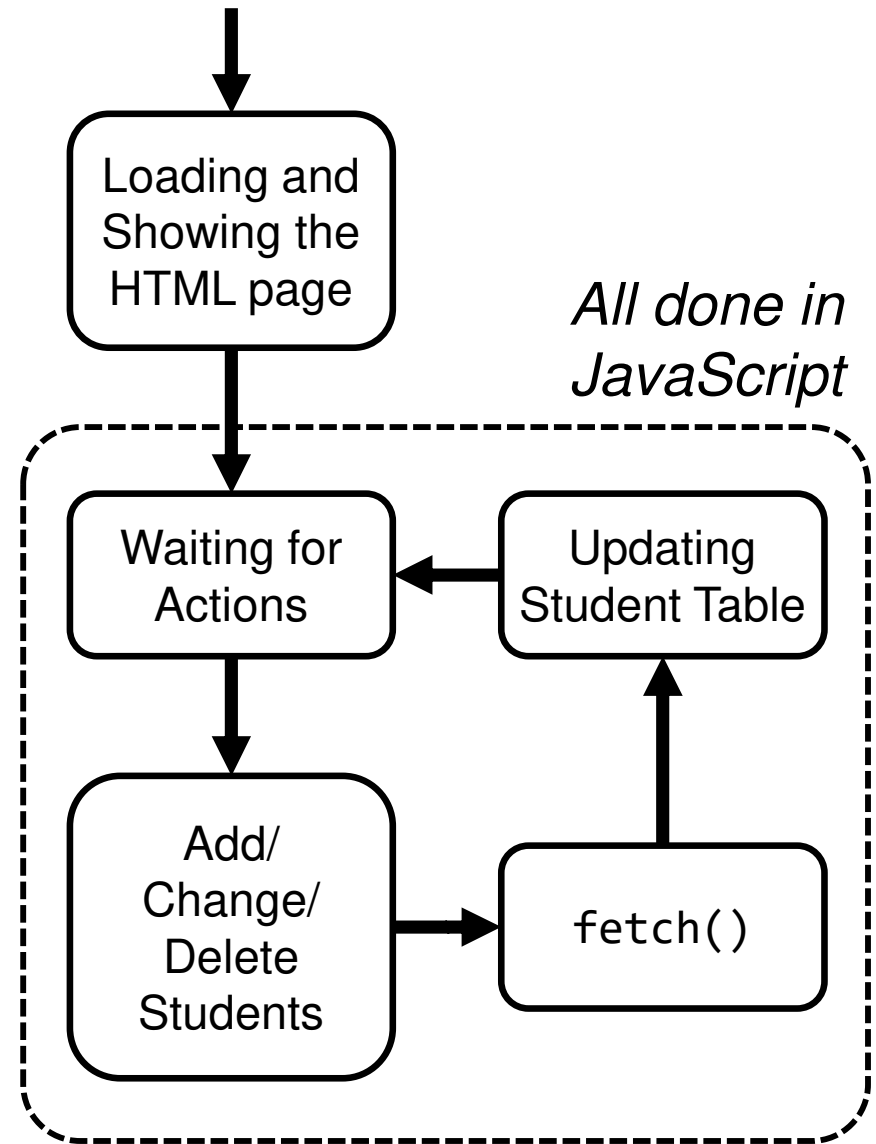 Loading and
Showing the
HTML page
All done in
JavaScript
Waiting for
Actions
Updating
Student Table
Add/
Change/
Delete
Students
fetch()